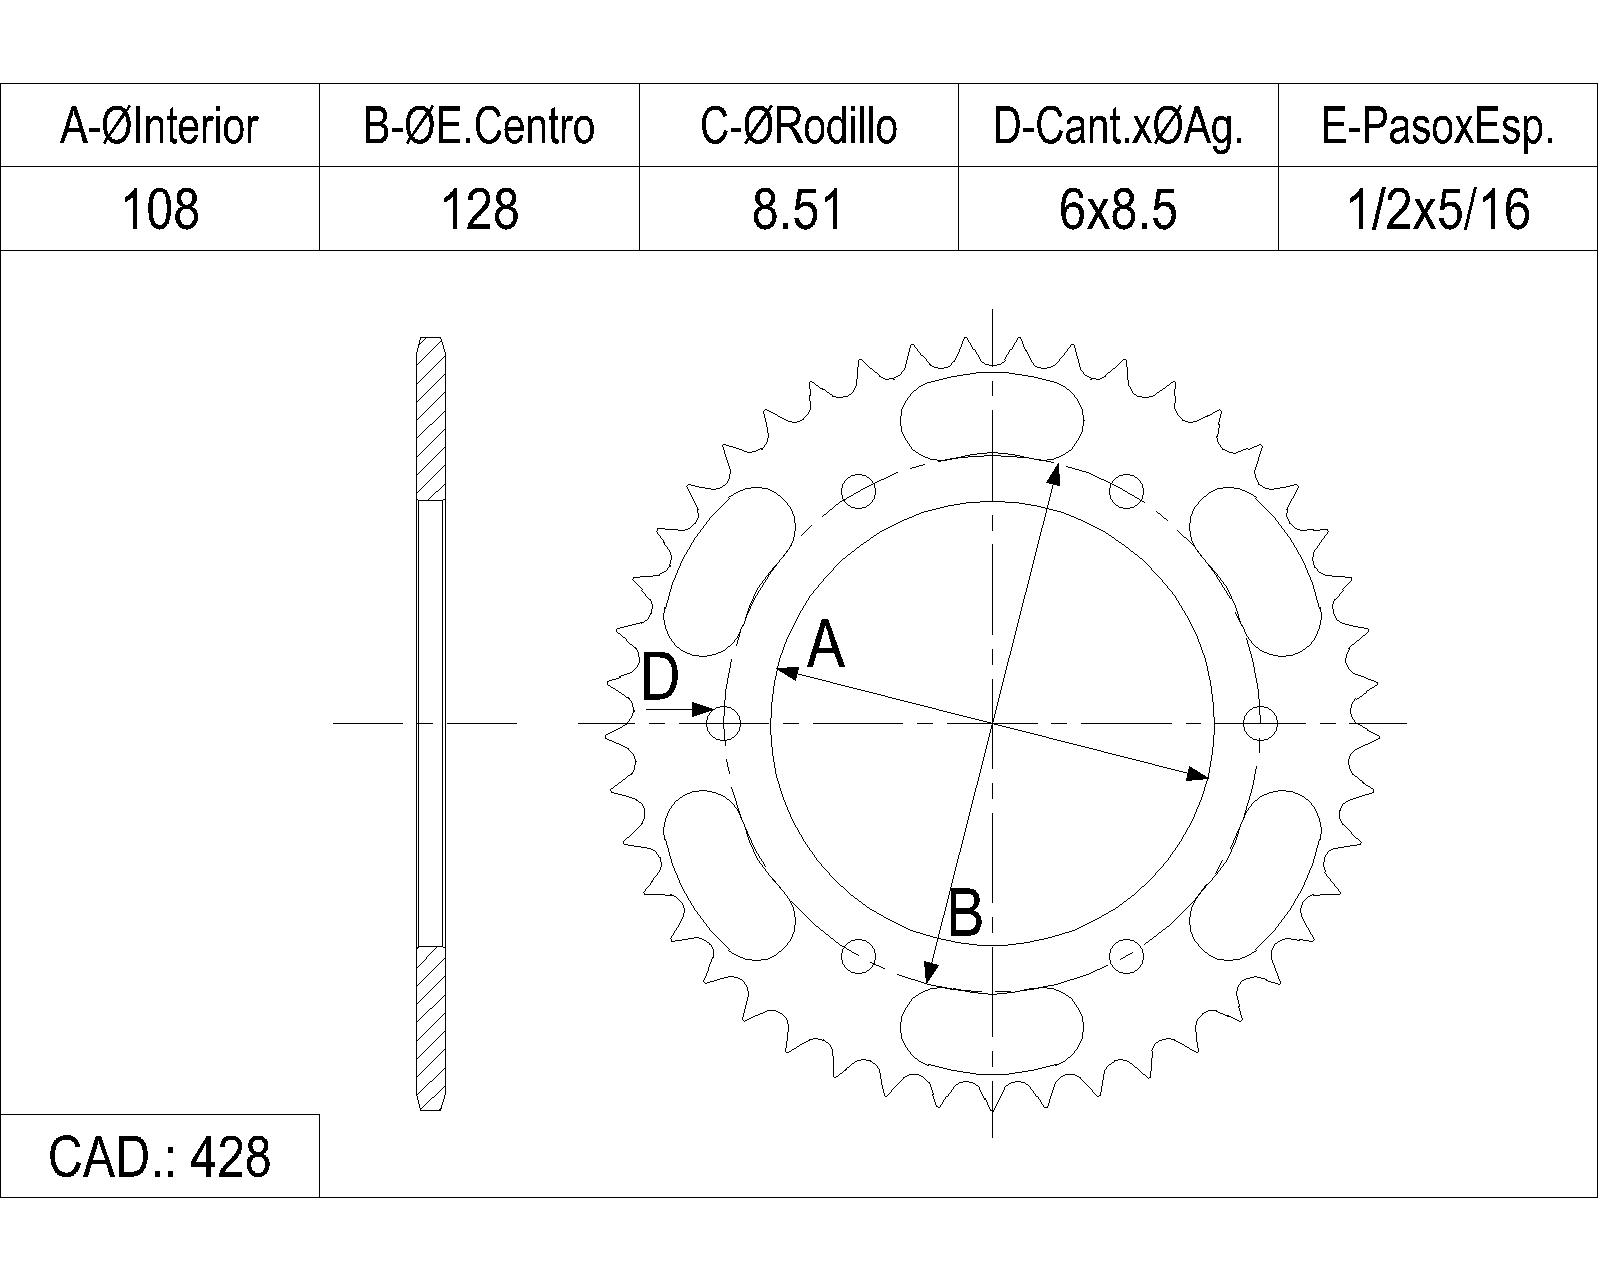 A-ØInterior B-ØE.Centro C-ØRodillo D-Cant.xØAg. E-PasoxEsp.
108 128 8.51 6x8.5 1/2x5/16
A
D
B
CAD.: 428